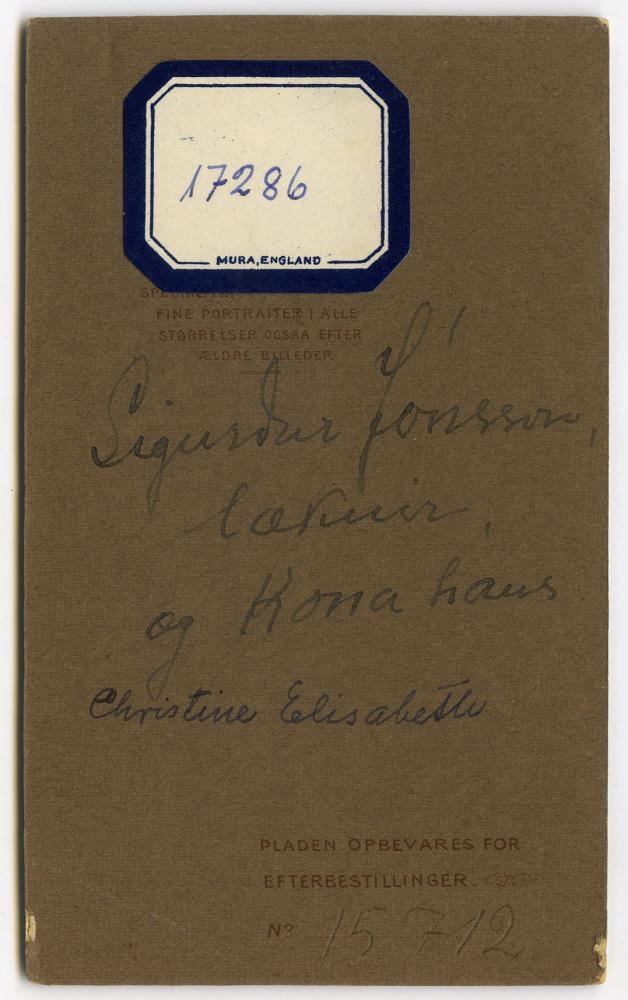 17286
MURA, ENGLAND
SPECIALITET
FINE PORTRAITER I ALLE
STØRRELSER OGSAA EFTER
ÆLDRE BILLEDER
Sigurður Jónsson,
læknir,
og Kona hans
Christine Elisabeth
PLADEN OPBEVARES FOR
EFTERBESTILLINGER.
Nº 15712